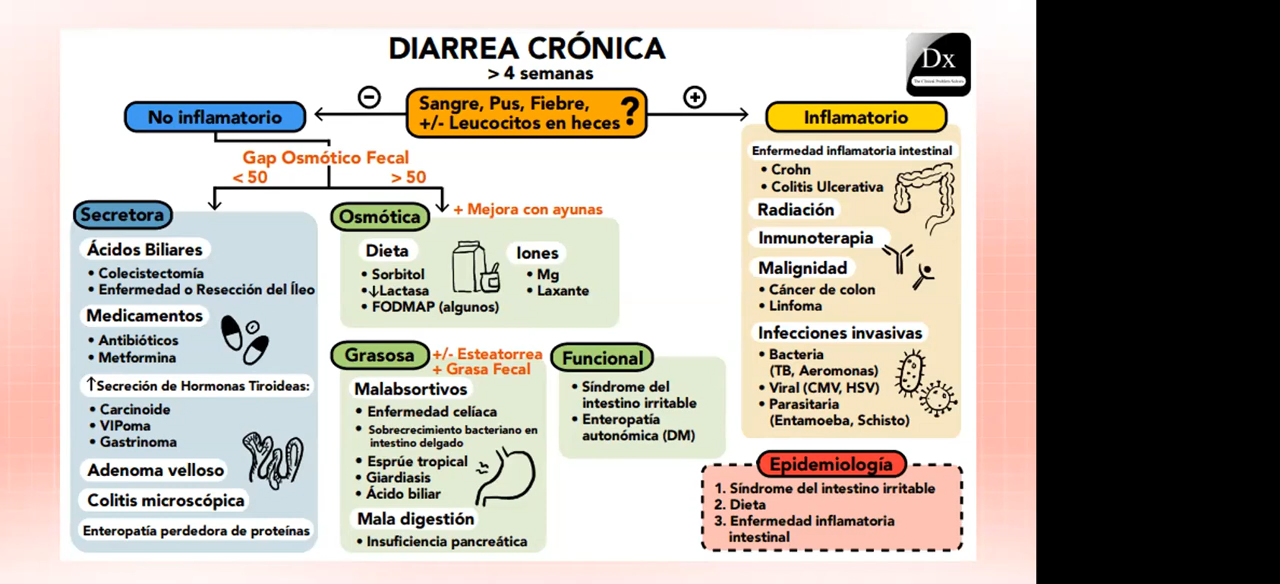 DIARREA CRÓNICA
> 4 semanas
Dx
The Clinical Problem Solvers
Sangre, Pus, Fiebre,
+/- Leucocitos en heces
?
No inflamatorio
Inflamatorio
Gap Osmótico Fecal
< 50
> 50
Secretora
Ácidos Biliares
• Colecistectomía
• Enfermedad o Resección del Íleo
Medicamentos
• Antibióticos
• Metformina
↑Secreción de Hormonas Tiroideas:
• Carcinoide
• VIPoma
• Gastrinoma
Adenoma velloso
Colitis microscópica
Enteropatía perdedora de proteínas
Osmótica
+ Mejora con ayunas
Dieta
• Sorbitol
• ↓Lactasa
• FODMAP (algunos)
Iones
• Mg
• Laxante
Grasosa
+/- Esteatorrea
+ Grasa Fecal
Malabsortivos
• Enfermedad celíaca
• Sobrecrecimiento bacteriano en
intestino delgado
• Esprúe tropical
• Giardiasis
• Ácido biliar
Mala digestión
• Insuficiencia pancreática
Funcional
• Síndrome del
intestino irritable
• Enteropatía
autonómica (DM)
Enfermedad inflamatoria intestinal
• Crohn
• Colitis Ulcerativa
Radiación
Inmunoterapia
Malignidad
• Cáncer de colon
• Linfoma
Infecciones invasivas
• Bacteria
(TB, Aeromonas)
• Viral (CMV, HSV)
• Parasitaria
(Entamoeba, Schisto)
Epidemiología
1. Síndrome del intestino irritable
2. Dieta
3. Enfermedad inflamatoria
intestinal